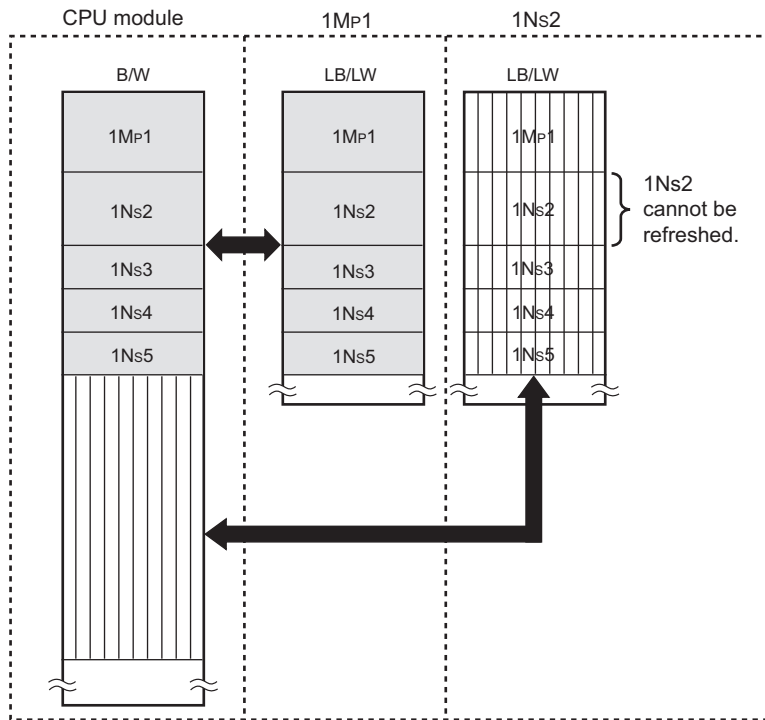 CPU module 1MP1 1NS2
B/W LB/LW LB/LW
1MP1 1MP1 1MP1
1NS2 1NS2 1NS2
1NS2
cannot be
refreshed.
1NS3 1NS3 1NS3
1NS4 1NS4 1NS4
1NS5 1NS5 1NS5